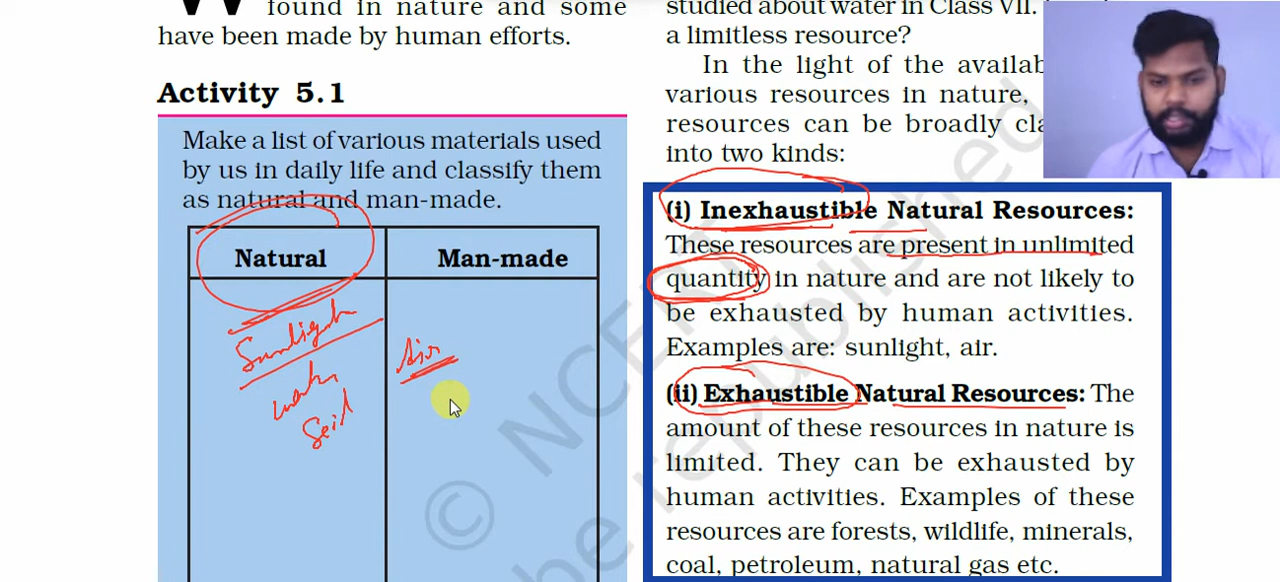 found in nature and some
have been made by human efforts.
Activity 5.1
Make a list of various materials used
by us in daily life and classify them
as natural and man-made.
Natural
Man-made
Sunlight
Air
Soil
studied about water in Class VII.
a limitless resource?
In the light of the availab
various resources in nature,
resources can be broadly cla
into two kinds:
(i) Inexhaustible Natural Resources:
These resources are present in unlimited
quantity in nature and are not likely to
be exhausted by human activities.
Examples are: sunlight, air.
(ii) Exhaustible Natural Resources: The
amount of these resources in nature is
limited. They can be exhausted by
human activities. Examples of these
resources are forests, wildlife, minerals,
coal, petroleum, natural gas etc.
© NCERT
be republished